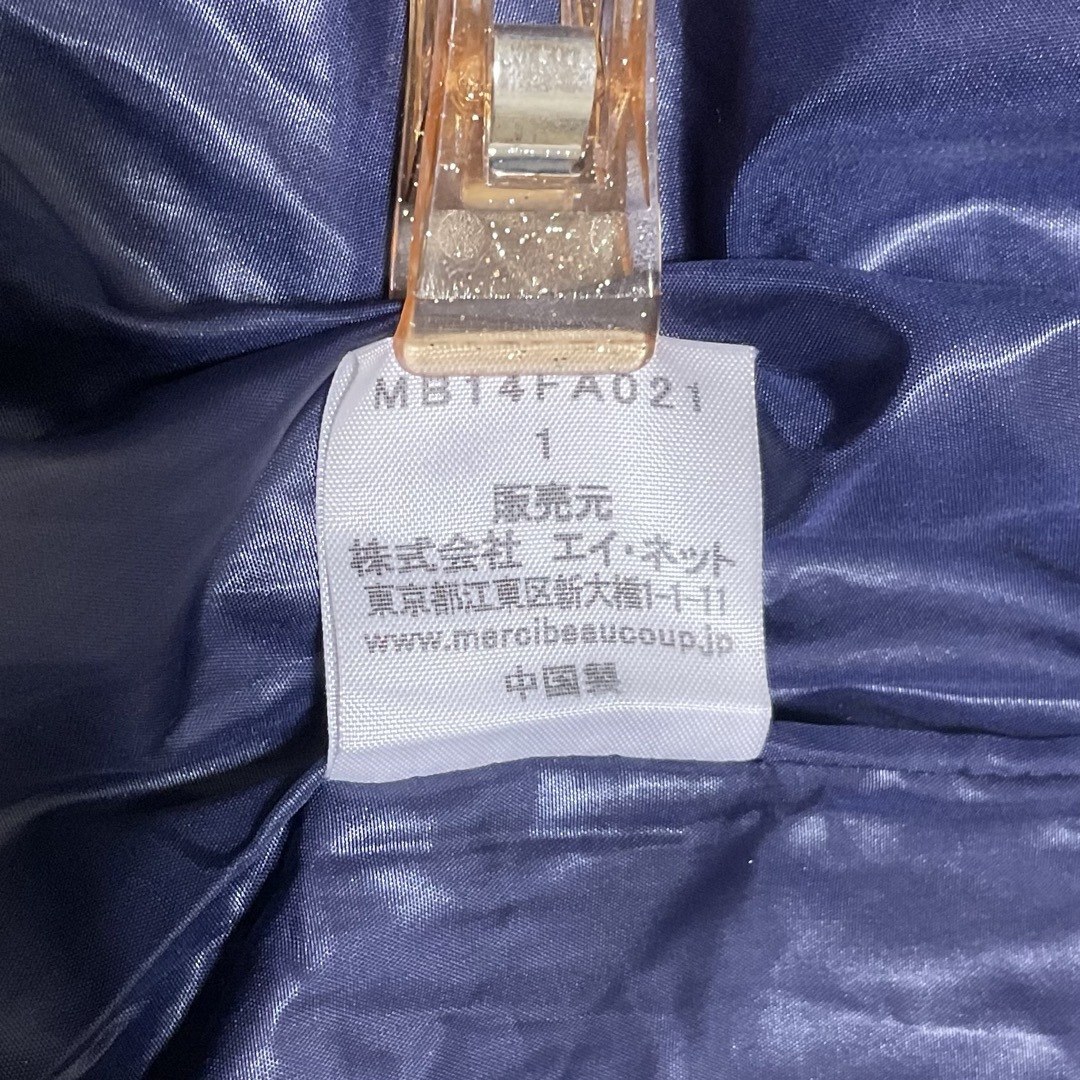 MB14FA021
1
販売元
株式会社 エイ・ネット
東京都江東区新大橋1-1-11
www.mercibeaucoup.jp
中国製